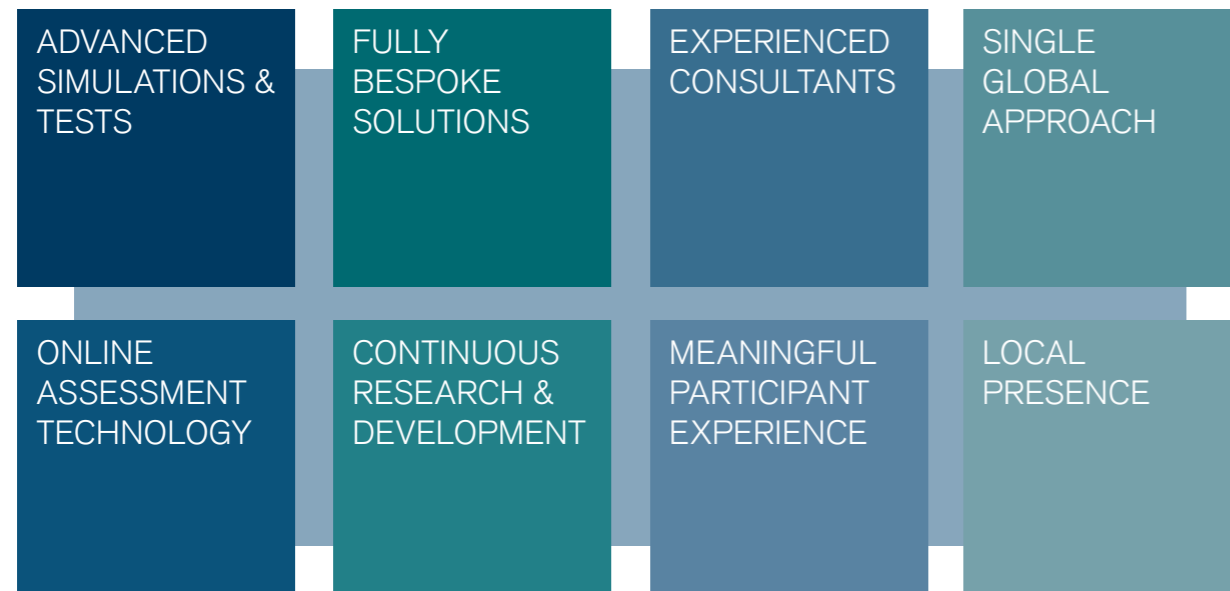 ADVANCED
SIMULATIONS &
TESTS
FULLY
BESPOKE
SOLUTIONS
EXPERIENCED
CONSULTANTS
SINGLE
GLOBAL
APPROACH
ONLINE
ASSESSMENT
TECHNOLOGY
CONTINUOUS
RESEARCH &
DEVELOPMENT
MEANINGFUL
PARTICIPANT
EXPERIENCE
LOCAL
PRESENCE